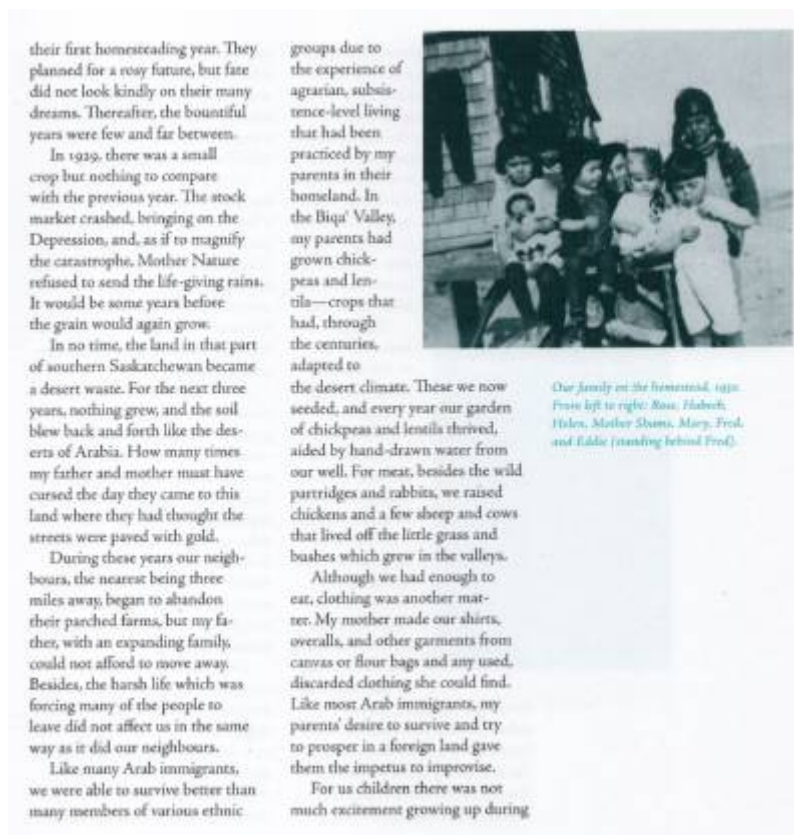 their first homesteading year. They
planned for a rosy future, but fate
did not look kindly on their many
dreams. Thereafter, the bountiful
years were few and far between.
In 1929, there was a small
crop but nothing to compare
with the previous year. The stock
market crashed, bringing on the
Depression, and, as if to magnify
the catastrophe, Mother Nature
refused to send the life-giving rains.
It would be some years before
the grain would again grow.
In no time, the land in that part
of southern Saskatchewan became
a desert waste. For the next three
years, nothing grew, and the soil
blew back and forth like the des-
erts of Arabia. How many times
my father and mother must have
cursed the day they came to this
land where they had thought the
streets were paved with gold.
During these years our neigh-
bours, the nearest being three
miles away, began to abandon
their parched farms, but my fa-
ther, with an expanding family,
could not afford to move away.
Besides, the harsh life which was
forcing many of the people to
leave did not affect us in the same
way as it did our neighbours.
Like many Arab immigrants,
we were able to survive better than
many members of various ethnic
groups due to
the experience of
agrarian, subsis-
tence-level living
that had been
practiced by my
parents in their
homeland. In
the Biqa' Valley,
my parents had
grown chick-
peas and len-
tils—crops that
had, through
the centuries,
adapted to
the desert climate. These we now
seeded, and every year our garden
of chickpeas and lentils thrived,
aided by hand-drawn water from
our well. For meat, besides the wild
partridges and rabbits, we raised
chickens and a few sheep and cows
that lived off the little grass and
bushes which grew in the valleys.
Although we had enough to
eat, clothing was another mat-
ter. My mother made our shirts,
overalls, and other garments from
canvas or flour bags and any used,
discarded clothing she could find.
Like most Arab immigrants, my
parents' desire to survive and try
to prosper in a foreign land gave
them the impetus to improvise.
For us children there was not
much excitement growing up during
Our family on the homestead,
From left to right: Rose, Habeeb,
Helen, Mother Shams, Mary, Fred,
and Eddie (standing behind Fred).